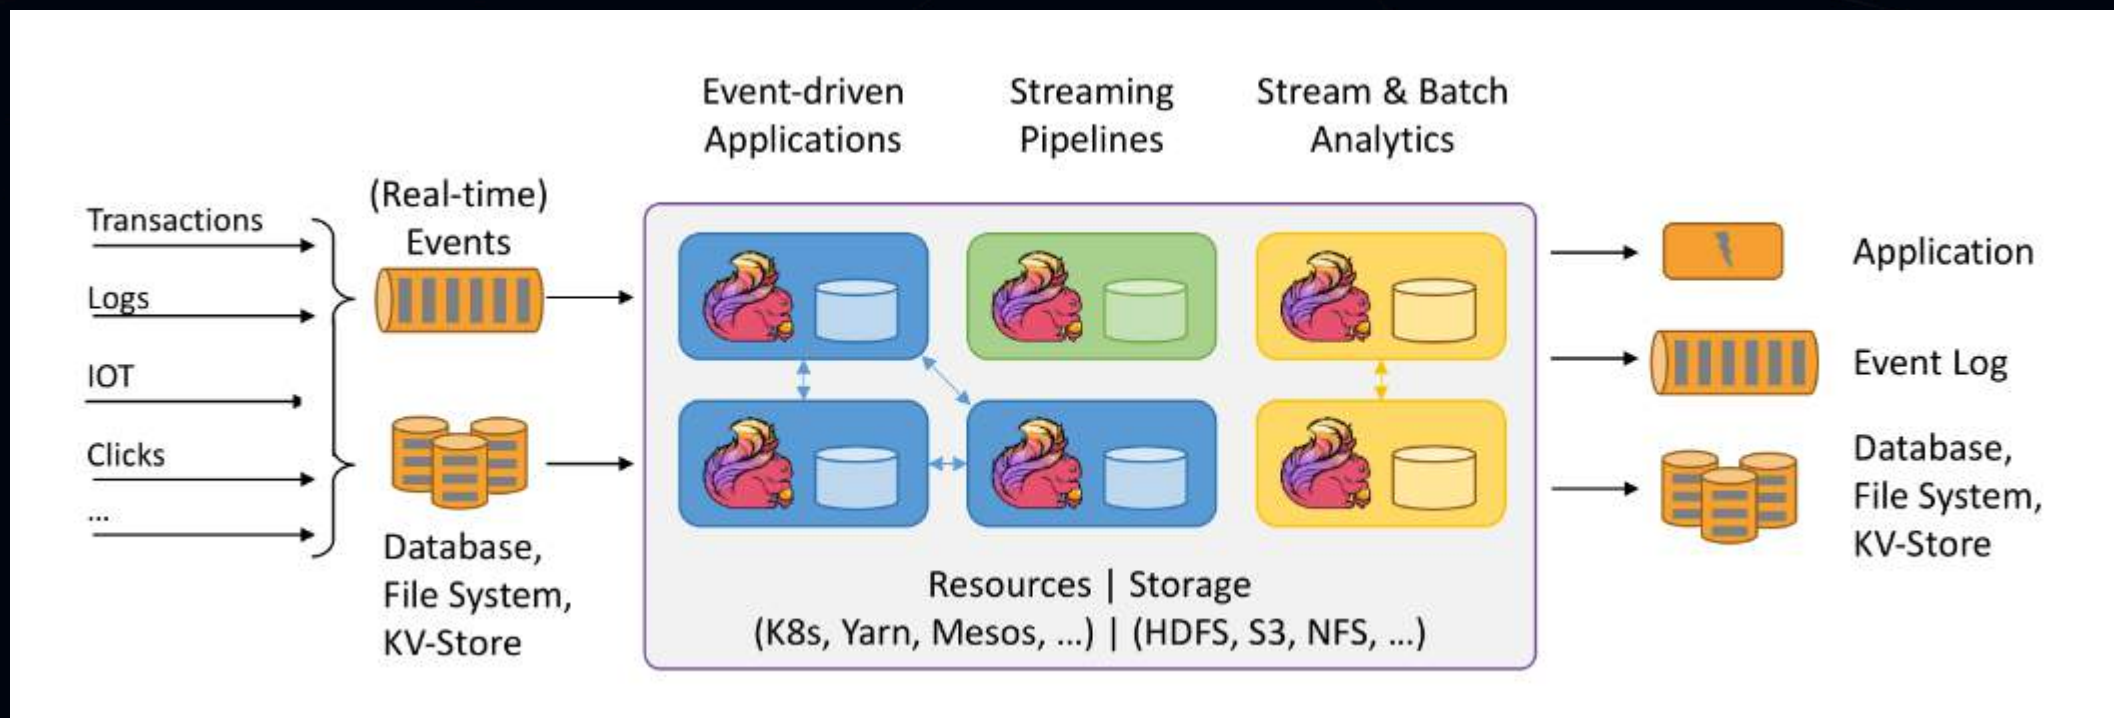 Event-driven
Applications
Streaming
Pipelines
Stream & Batch
Analytics
Transactions
Logs
IOT
Clicks
...
(Real-time)
Events
Database,
File System,
KV-Store
Resources | Storage
(K8s, Yarn, Mesos, ...) | (HDFS, S3, NFS, ...)
Application
Event Log
Database,
File System,
KV-Store